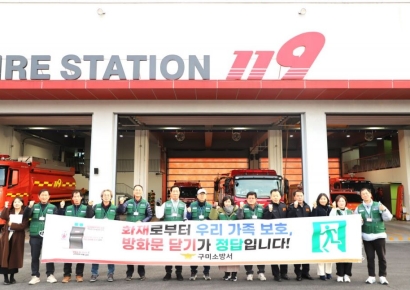 IRE STATION 119
화재로부터 우리 가족 보호,
방화문 닫기가 정답입니다!
구미소방서